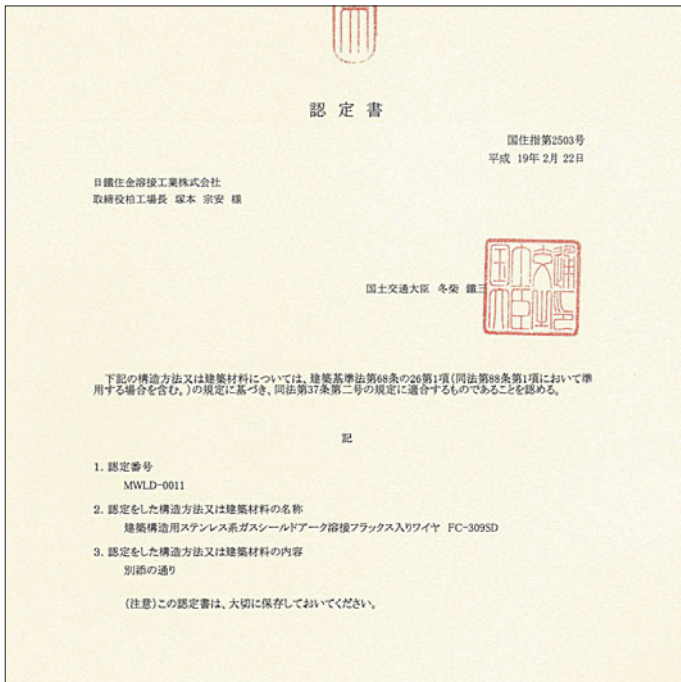 認定書
国住指第2503号
平成 19年 2月 22日
日鐵住金溶接工業株式会社
取締役柏工場長 塚本 宗安 様
国土交通大臣 冬柴 鐵三
下記の構造方法又は建築材料については、建築基準法第68条の26第1項(同法第88条第1項において準
用する場合を含む。)の規定に基づき、同法第37条第二号の規定に適合するものであることを認める。
記
1. 認定番号
MWLD-0011
2. 認定をした構造方法又は建築材料の名称
建築構造用ステンレス系ガスシールドアーク溶接フラックス入りワイヤ FC-309SD
3. 認定をした構造方法又は建築材料の内容
別添の通り
(注意)この認定書は、大切に保存しておいてください。